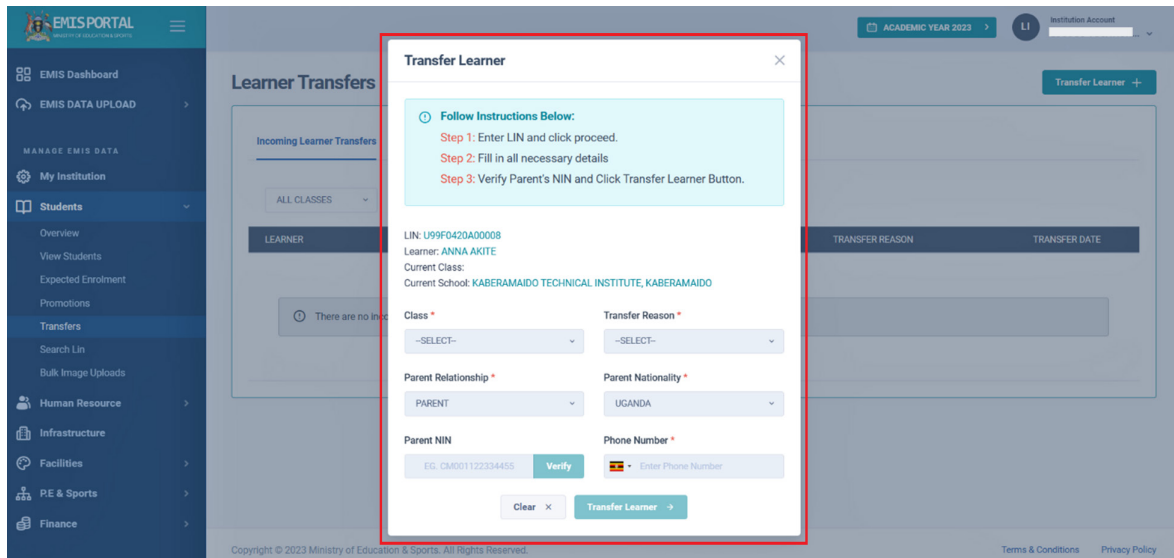 EMIS PORTAL
MINISTRY OF EDUCATION & SPORTS
ACADEMIC YEAR 2023
LI
Institution Account
EMIS Dashboard
EMIS DATA UPLOAD
MANAGE EMIS DATA
My Institution
Students
Overview
View Students
Expected Enrolment
Promotions
Transfers
Search Lin
Bulk Image Uploads
Human Resource
Infrastructure
Facilities
P.E & Sports
Finance
Learner Transfers
Transfer Learner +
Incoming Learner Transfers
ALL CLASSES
LEARNER
TRANSFER REASON
TRANSFER DATE
There are no inco
Transfer Learner
Follow Instructions Below:
Step 1: Enter LIN and click proceed.
Step 2: Fill in all necessary details
Step 3: Verify Parent's NIN and Click Transfer Learner Button.
LIN: U99F0420A00008
Learner: ANNA AKITE
Current Class:
Current School: KABERAMAIDO TECHNICAL INSTITUTE, KABERAMAIDO
Class * Transfer Reason *
--SELECT-- --SELECT--
Parent Relationship * Parent Nationality *
PARENT UGANDA
Parent NIN Phone Number *
EG. CM001122334455 Verify Enter Phone Number
Clear × Transfer Learner →
Copyright © 2023 Ministry of Education & Sports. All Rights Reserved.
Terms & Conditions Privacy Policy